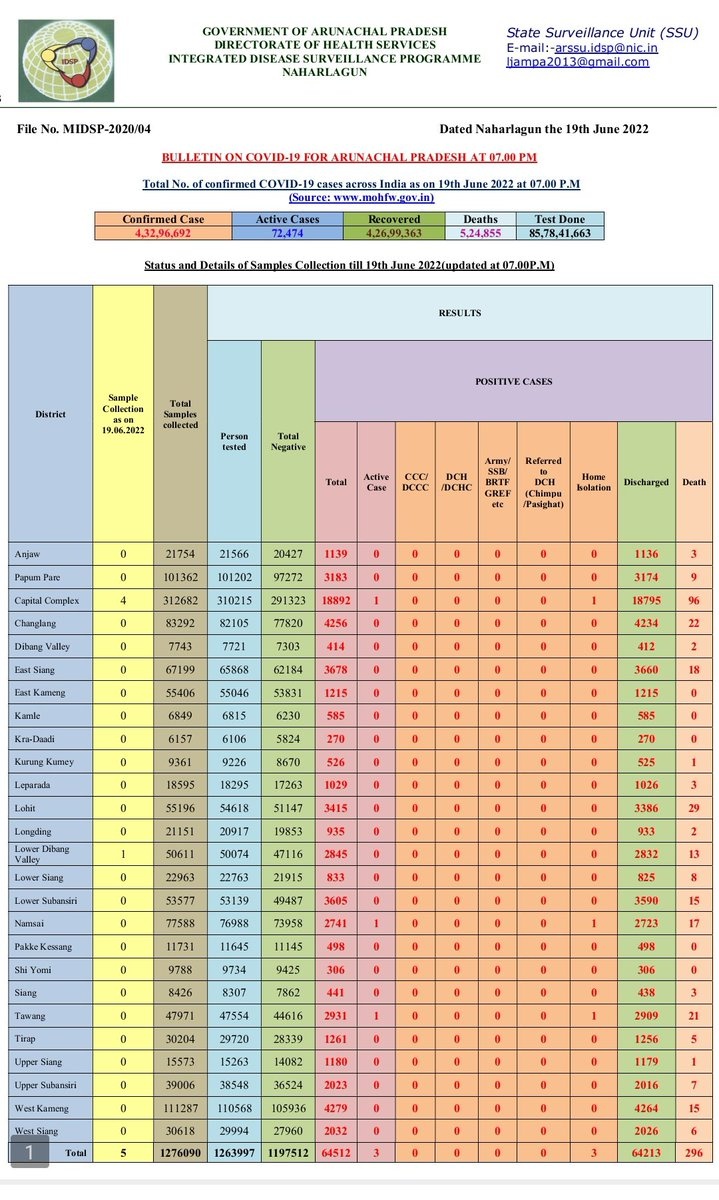 IDSP
GOVERNMENT OF ARUNACHAL PRADESH
DIRECTORATE OF HEALTH SERVICES
INTEGRATED DISEASE SURVEILLANCE PROGRAMME
NAHARLAGUN
State Surveillance Unit (SSU)
E-mail:-arssu.idsp@nic.in
ljampa2013@gmail.com
File No. MIDSP-2020/04 Dated Naharlagun the 19th June 2022
BULLETIN ON COVID-19 FOR ARUNACHAL PRADESH AT 07.00 PM
Total No. of confirmed COVID-19 cases across India as on 19th June 2022 at 07.00 P.M
(Source: www.mohfw.gov.in)
Confirmed Case Active Cases Recovered Deaths Test Done
4,32,96,692 72,474 4,26,99,363 5,24,855 85,78,41,663
Status and Details of Samples Collection till 19th June 2022(updated at 07.00P.M)
District
Sample
Collection
as on
19.06.2022
Total
Samples
collected
RESULTS
Person
tested
Total
Negative
POSITIVE CASES
Total
Active
Case
CCC/
DCCC
DCH
/DCHC
Army/
SSB/
BRTF
GREF
etc
Referred
to
DCH
(Chimpu
/Pasighat)
Home
Isolation
Discharged
Death
Anjaw 0 21754 21566 20427 1139 0 0 0 0 0 0 1136 3
Papum Pare 0 101362 101202 97272 3183 0 0 0 0 0 0 3174 9
Capital Complex 4 312682 310215 291323 18892 1 0 0 0 0 1 18795 96
Changlang 0 83292 82105 77820 4256 0 0 0 0 0 0 4234 22
Dibang Valley 0 7743 7721 7303 414 0 0 0 0 0 0 412 2
East Siang 0 67199 65868 62184 3678 0 0 0 0 0 0 3660 18
East Kameng 0 55406 55046 53831 1215 0 0 0 0 0 0 1215 0
Kamle 0 6849 6815 6230 585 0 0 0 0 0 0 585 0
Kra-Daadi 0 6157 6106 5824 270 0 0 0 0 0 0 270 0
Kurung Kumey 0 9361 9226 8670 526 0 0 0 0 0 0 525 1
Leparada 0 18595 18295 17263 1029 0 0 0 0 0 0 1026 3
Lohit 0 55196 54618 51147 3415 0 0 0 0 0 0 3386 29
Longding 0 21151 20917 19853 935 0 0 0 0 0 0 933 2
Lower Dibang
Valley 1 50611 50074 47116 2845 0 0 0 0 0 0 2832 13
Lower Siang 0 22963 22763 21915 833 0 0 0 0 0 0 825 8
Lower Subansiri 0 53577 53139 49487 3605 0 0 0 0 0 0 3590 15
Namsai 0 77588 76988 73958 2741 1 0 0 0 0 1 2723 17
Pakke Kessang 0 11731 11645 11145 498 0 0 0 0 0 0 498 0
Shi Yomi 0 9788 9734 9425 306 0 0 0 0 0 0 306 0
Siang 0 8426 8307 7862 441 0 0 0 0 0 0 438 3
Tawang 0 47971 47554 44616 2931 1 0 0 0 0 1 2909 21
Tirap 0 30204 29720 28339 1261 0 0 0 0 0 0 1256 5
Upper Siang 0 15573 15263 14082 1180 0 0 0 0 0 0 1179 1
Upper Subansiri 0 39006 38548 36524 2023 0 0 0 0 0 0 2016 7
West Kameng 0 111287 110568 105936 4279 0 0 0 0 0 0 4264 15
West Siang 0 30618 29994 27960 2032 0 0 0 0 0 0 2026 6
1 Total 5 1276090 1263997 1197512 64512 3 0 0 0 0 3 64213 296